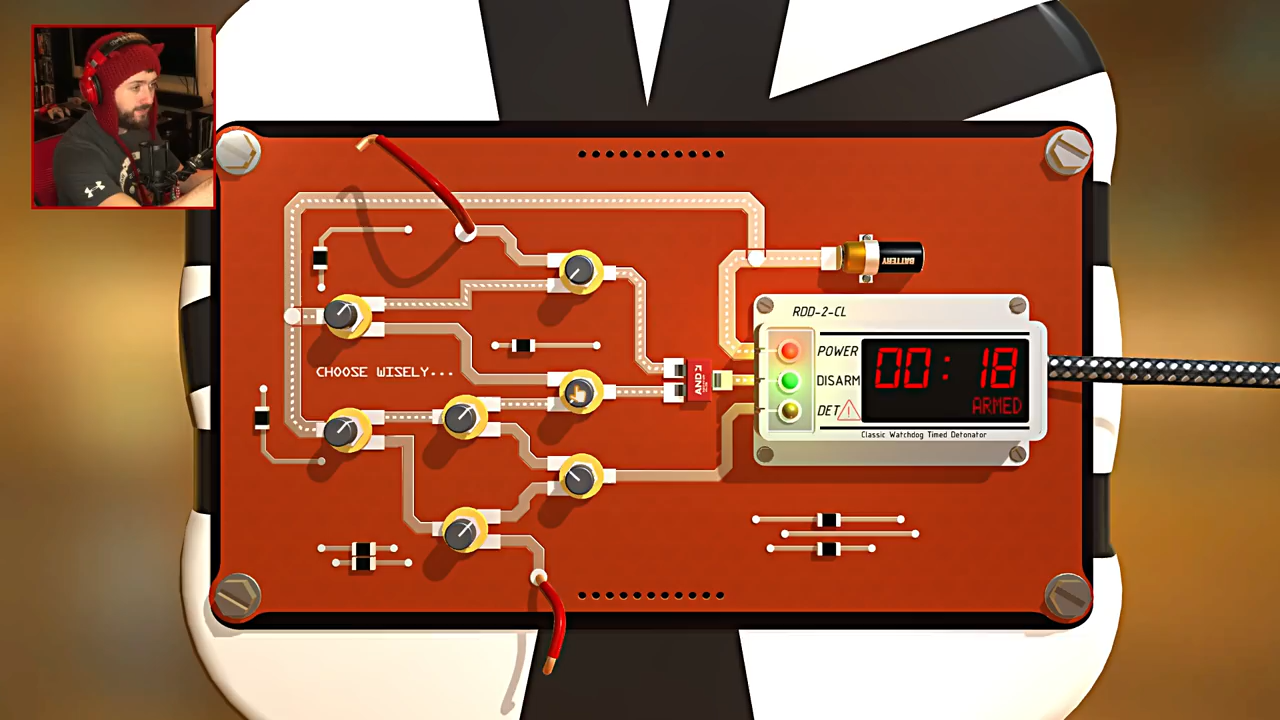 BATTERY
RDD-2-CL
POWER
DISARM
DET
00:18
ARMED
Classic Watchdog Timed Detonator
CHOOSE WISELY...
AND